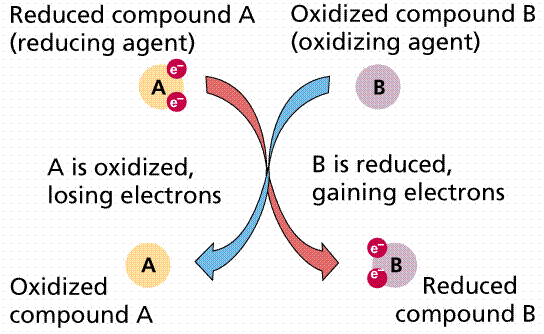 Reduced compound A
(reducing agent)
Oxidized compound B
(oxidizing agent)
e⁻
A
e⁻
B
A is oxidized,
losing electrons
B is reduced,
gaining electrons
A
e⁻
B
e⁻
Oxidized
compound A
Reduced
compound B